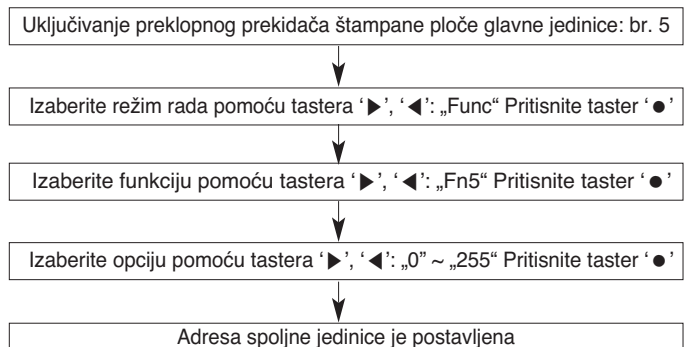 Uključivanje preklopnog prekidača štampane ploče glavne jedinice: br. 5
Izaberite režim rada pomoću tastera ‘▶’, ‘◀’: „Func“ Pritisnite taster ‘●’
Izaberite funkciju pomoću tastera ‘▶’, ‘◀’: „Fn5“ Pritisnite taster ‘●’
Izaberite opciju pomoću tastera ‘▶’, ‘◀’: „0” ~ „255“ Pritisnite taster ‘●’
Adresa spoljne jedinice je postavljena